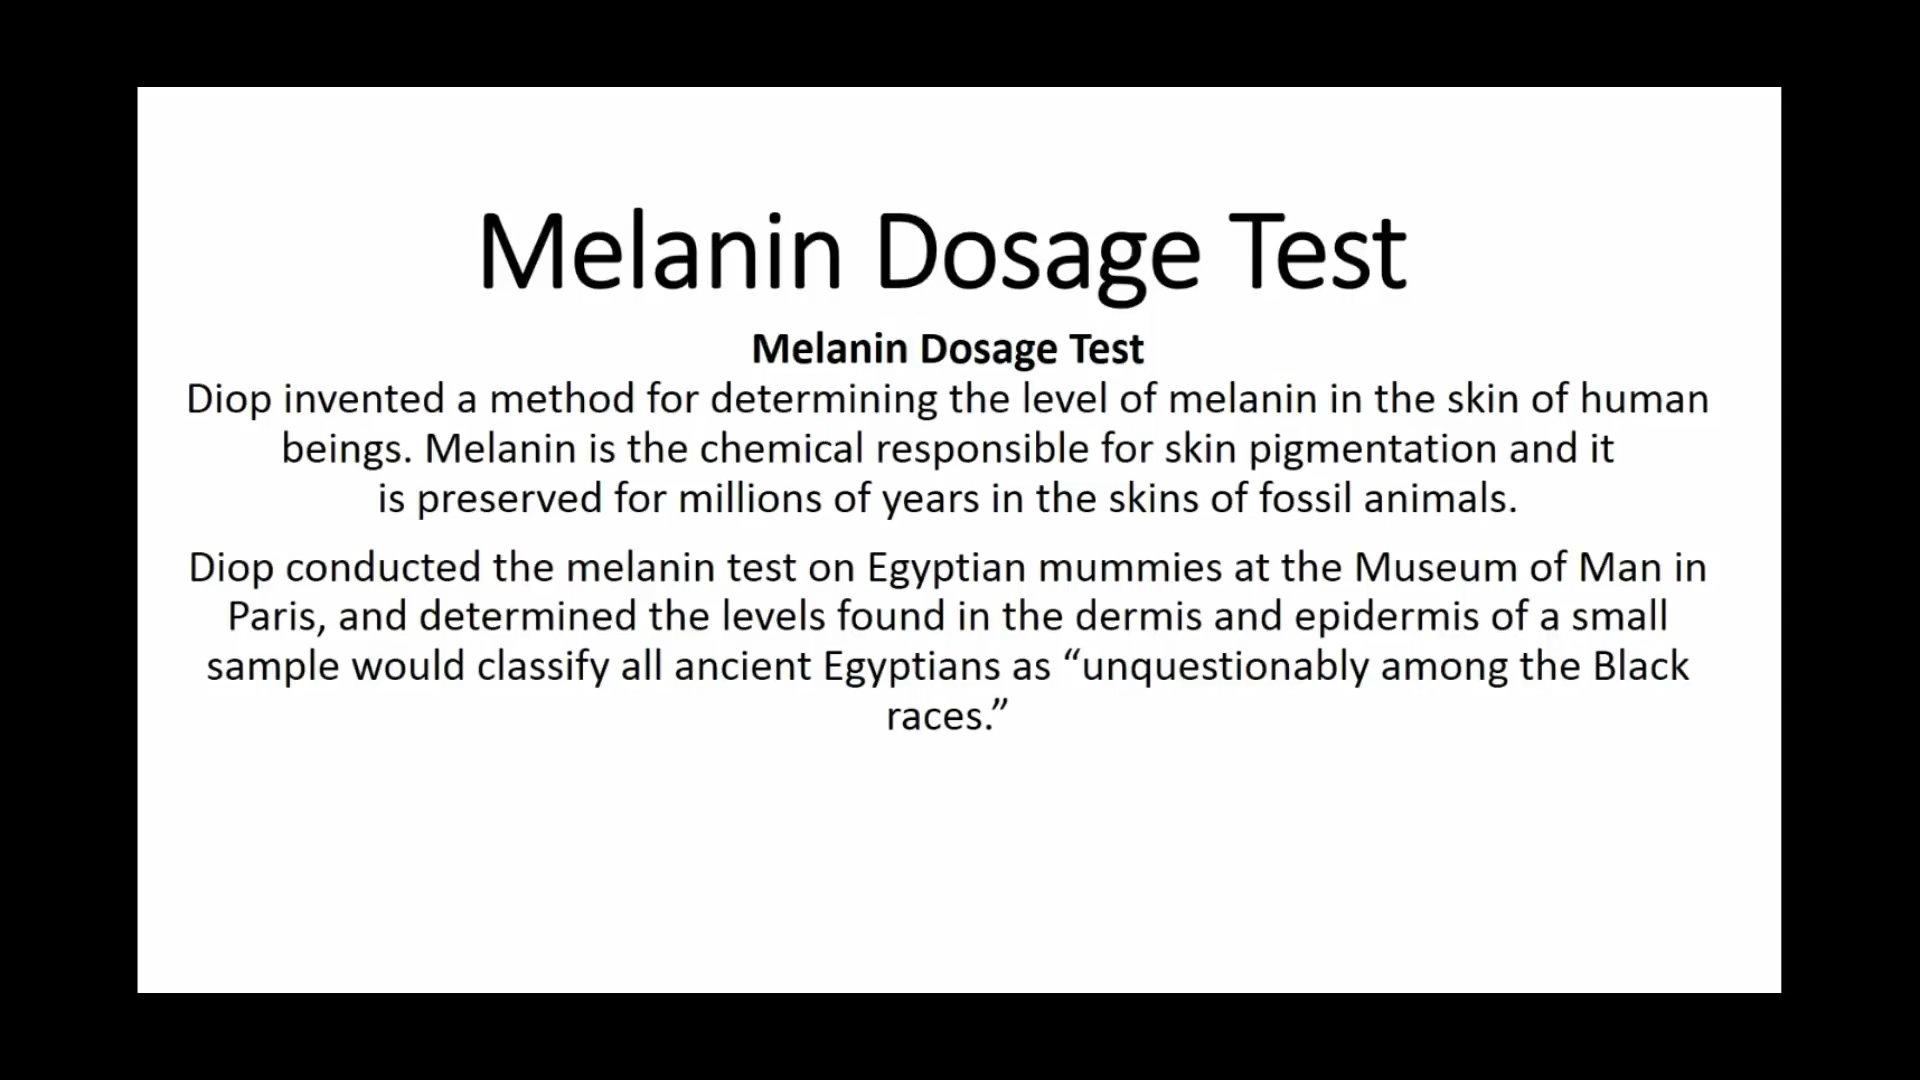 Melanin Dosage Test
Melanin Dosage Test
Diop invented a method for determining the level of melanin in the skin of human
beings. Melanin is the chemical responsible for skin pigmentation and it
is preserved for millions of years in the skins of fossil animals.
Diop conducted the melanin test on Egyptian mummies at the Museum of Man in
Paris, and determined the levels found in the dermis and epidermis of a small
sample would classify all ancient Egyptians as “unquestionably among the Black
races.”